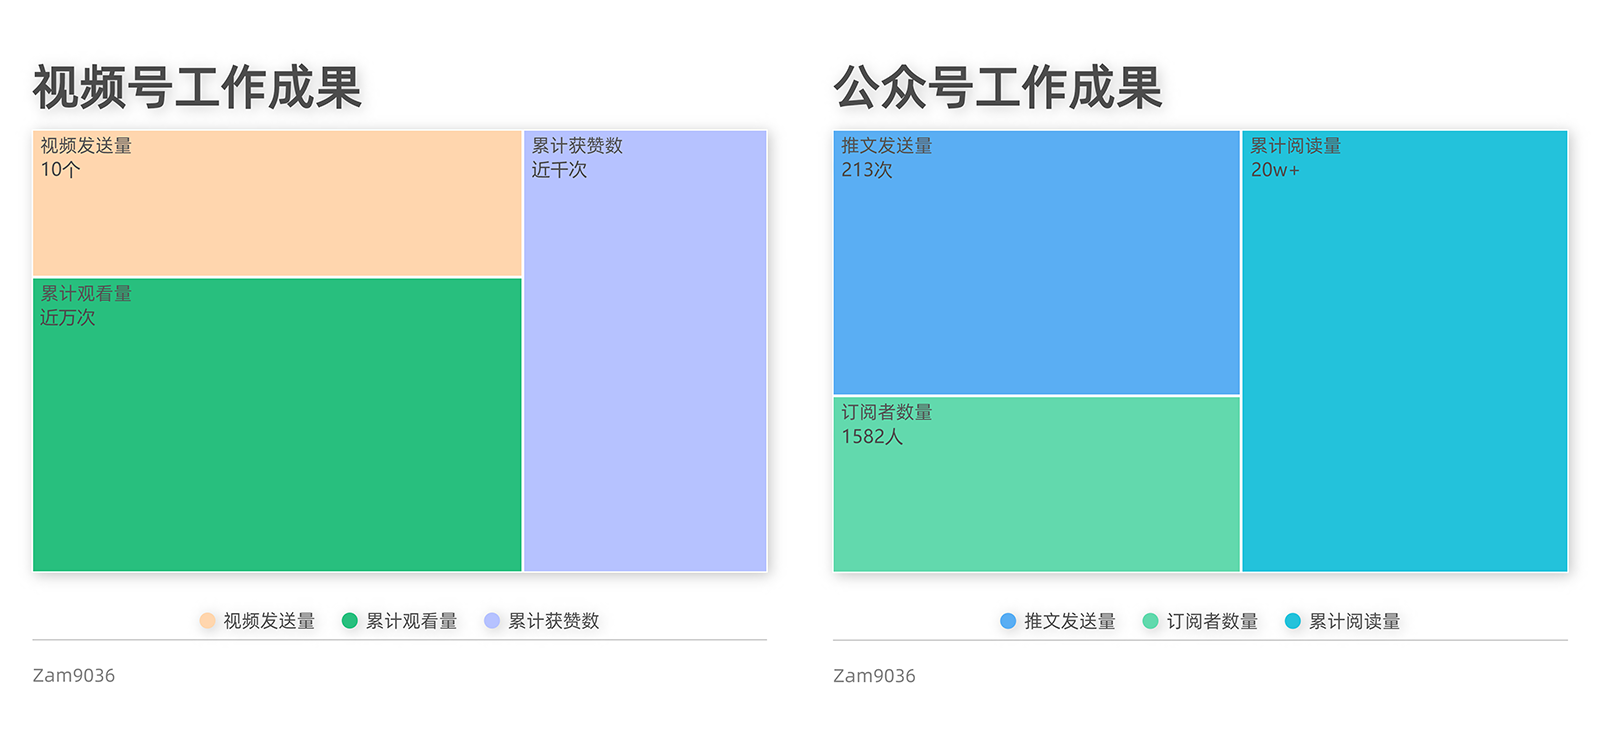 视频号工作成果
视频发送量
10个
累计获赞数
近千次
累计观看量
近万次
视频发送量
累计观看量
累计获赞数
Zam9036
公众号工作成果
推文发送量
213次
累计阅读量
20w+
订阅者数量
1582人
推文发送量
订阅者数量
累计阅读量
Zam9036